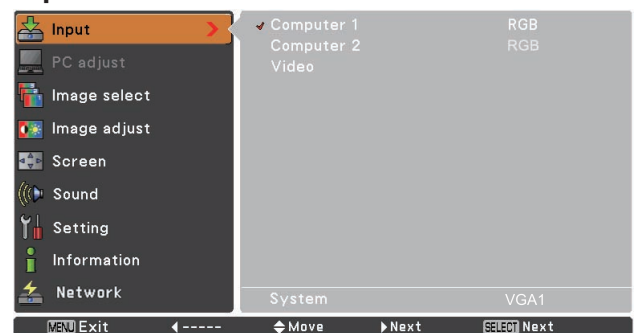 Input
PC adjust
Image select
Image adjust
Screen
Sound
Setting
Information
Network
Computer 1 RGB
Computer 2 RGB
Video
System VGA1
MENU Exit ◀----- Move ▶Next SELECT Next